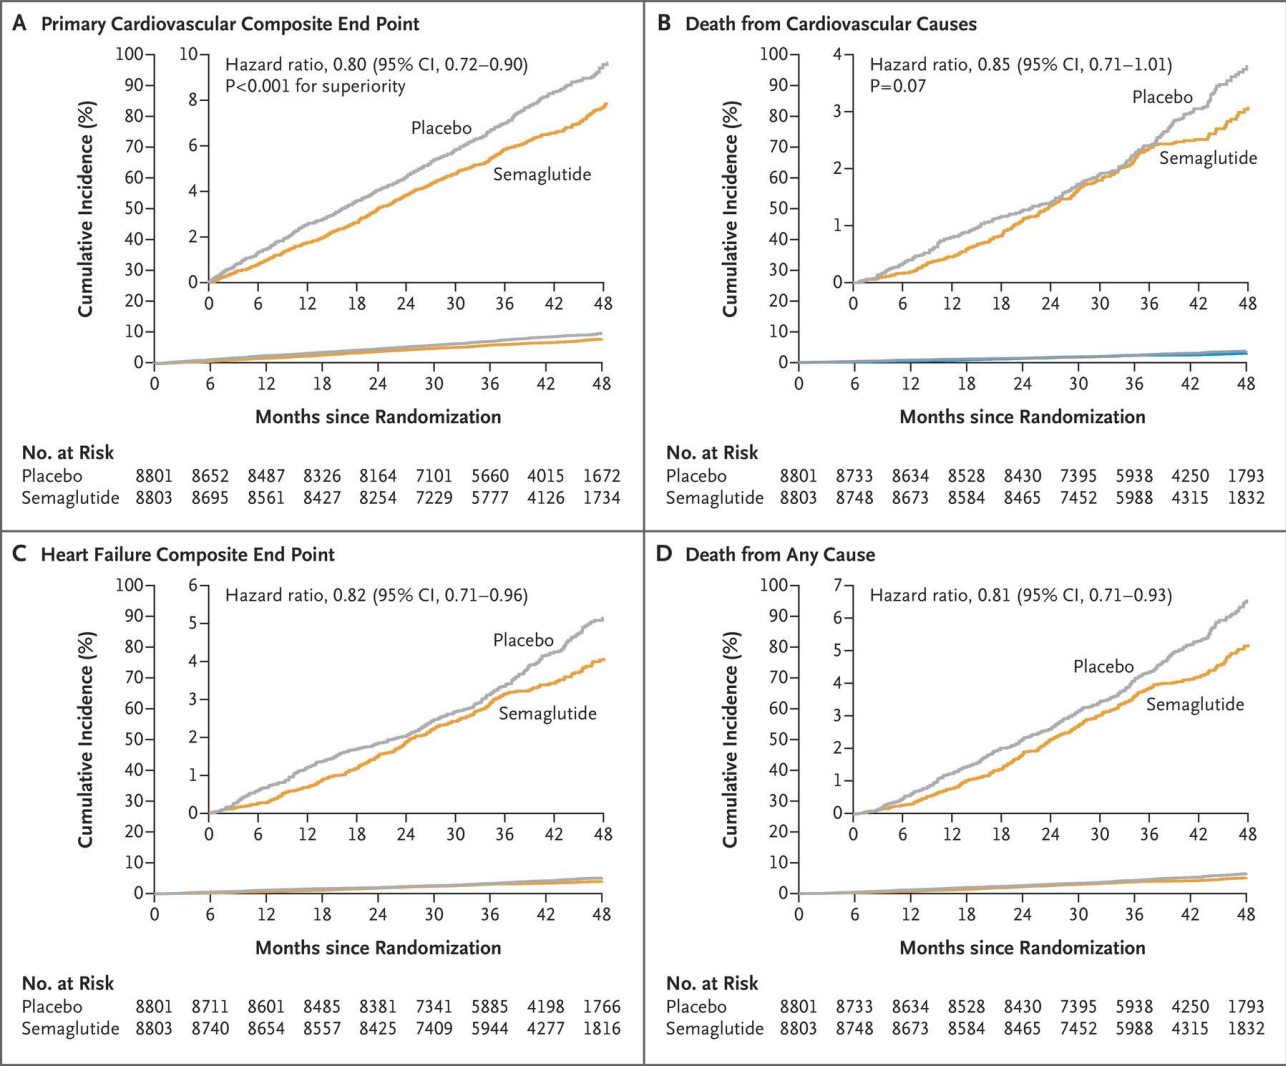 A Primary Cardiovascular Composite End Point
Cumulative Incidence (%)
100
90
80
70
60
50
40
30
20
10
0
10
8
6
4
2
0
Hazard ratio, 0.80 (95% CI, 0.72–0.90)
P<0.001 for superiority
Placebo
Semaglutide
0 6 12 18 24 30 36 42 48
0 6 12 18 24 30 36 42 48
Months since Randomization
No. at Risk
Placebo 8801 8652 8487 8326 8164 7101 5660 4015 1672
Semaglutide 8803 8695 8561 8427 8254 7229 5777 4126 1734
B Death from Cardiovascular Causes
Cumulative Incidence (%)
100
90
80
70
60
50
40
30
20
10
0
4
3
2
1
0
Hazard ratio, 0.85 (95% CI, 0.71–1.01)
P=0.07
Placebo
Semaglutide
0 6 12 18 24 30 36 42 48
0 6 12 18 24 30 36 42 48
Months since Randomization
No. at Risk
Placebo 8801 8733 8634 8528 8430 7395 5938 4250 1793
Semaglutide 8803 8748 8673 8584 8465 7452 5988 4315 1832
C Heart Failure Composite End Point
Cumulative Incidence (%)
100
90
80
70
60
50
40
30
20
10
0
6
5
4
3
2
1
0
Hazard ratio, 0.82 (95% CI, 0.71–0.96)
Placebo
Semaglutide
0 6 12 18 24 30 36 42 48
0 6 12 18 24 30 36 42 48
Months since Randomization
No. at Risk
Placebo 8801 8711 8601 8485 8381 7341 5885 4198 1766
Semaglutide 8803 8740 8654 8557 8425 7409 5944 4277 1816
D Death from Any Cause
Cumulative Incidence (%)
100
90
80
70
60
50
40
30
20
10
0
7
6
5
4
3
2
1
0
Hazard ratio, 0.81 (95% CI, 0.71–0.93)
Placebo
Semaglutide
0 6 12 18 24 30 36 42 48
0 6 12 18 24 30 36 42 48
Months since Randomization
No. at Risk
Placebo 8801 8733 8634 8528 8430 7395 5938 4250 1793
Semaglutide 8803 8748 8673 8584 8465 7452 5988 4315 1832